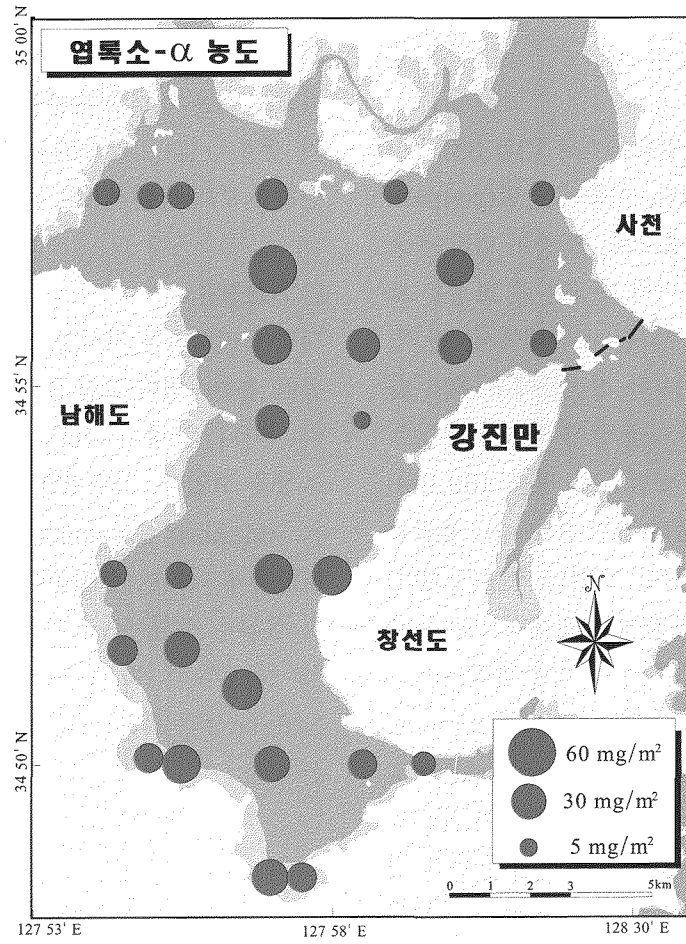 엽록소-α 농도
35 00' N
사천
34 55' N
남해도
강진만
N
창선도
34 50' N
60 mg/m²
30 mg/m²
5 mg/m²
0 1 2 3 5km
127 53' E
127 58' E
128 30' E